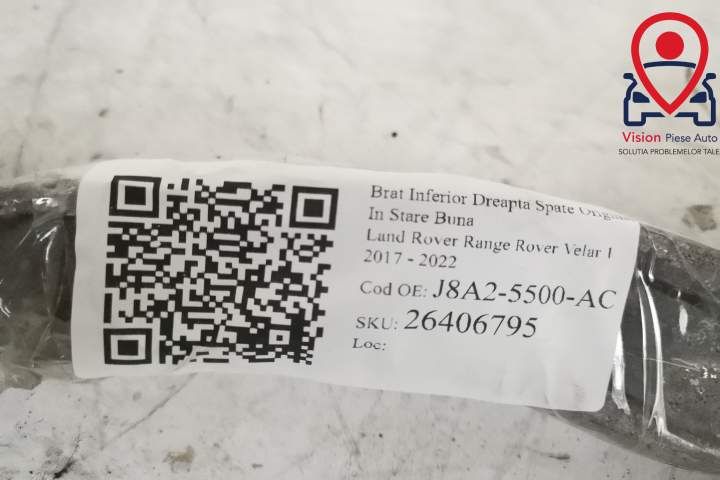 Vision Piese Auto
SOLUTIA PROBLEMELOR TALE
Brat Inferior Dreapta Spate
In Stare Buna
Land Rover Range Rover Velar 1
2017 - 2022
Cod OE: J8A2-5500-AC
SKU: 26406795
Loc: